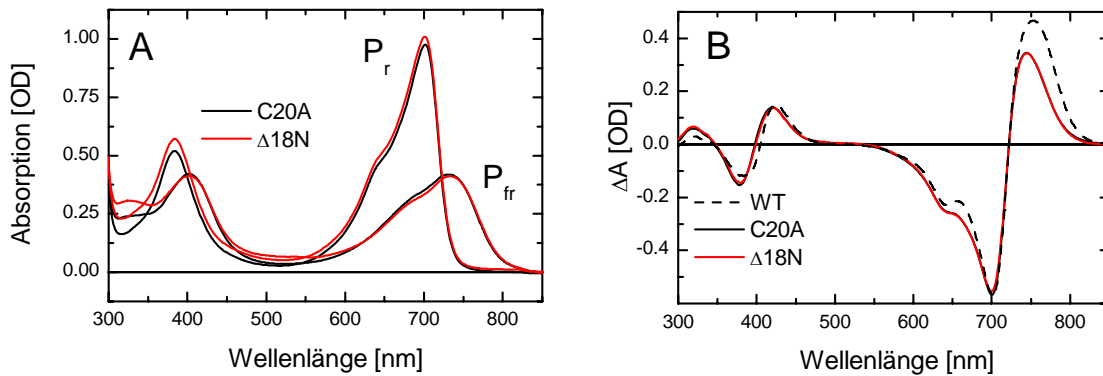 A
P_r
C20A
Δ18N
P_fr
1.00
0.75
0.50
0.25
0.00
Absorption [OD]
300 400 500 600 700 800
Wellenlänge [nm]
B
0.4
0.2
0.0
-0.2
-0.4
ΔA [OD]
WT
C20A
Δ18N
300 400 500 600 700 800
Wellenlänge [nm]